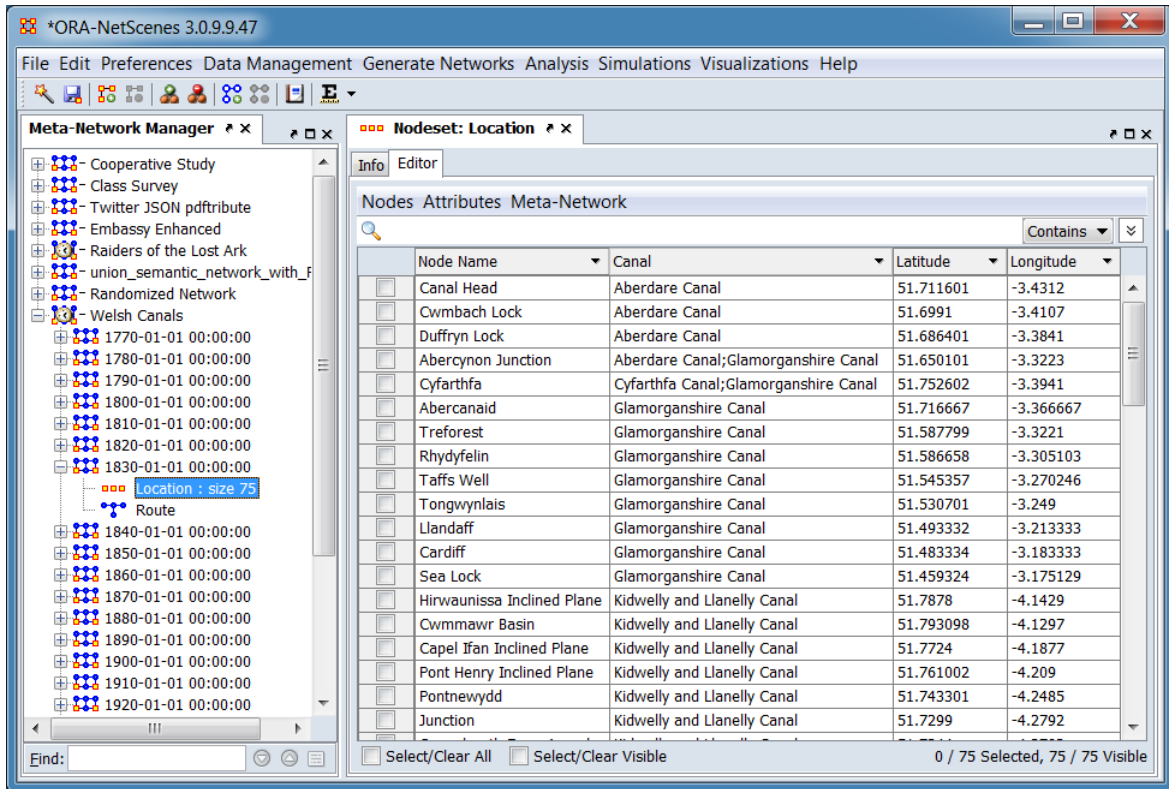 *ORA-NetScenes 3.0.9.9.47
File Edit Preferences Data Management Generate Networks Analysis Simulations Visualizations Help
Meta-Network Manager
Cooperative Study
Class Survey
Twitter JSON pdftribute
Embassy Enhanced
Raiders of the Lost Ark
union_semantic_network_with_F
Randomized Network
Welsh Canals
1770-01-01 00:00:00
1780-01-01 00:00:00
1790-01-01 00:00:00
1800-01-01 00:00:00
1810-01-01 00:00:00
1820-01-01 00:00:00
1830-01-01 00:00:00
Location : size 75
Route
1840-01-01 00:00:00
1850-01-01 00:00:00
1860-01-01 00:00:00
1870-01-01 00:00:00
1880-01-01 00:00:00
1890-01-01 00:00:00
1900-01-01 00:00:00
1910-01-01 00:00:00
1920-01-01 00:00:00
Find:
Nodeset: Location
Info Editor
Nodes Attributes Meta-Network
Contains
Node Name Canal Latitude Longitude
Canal Head Aberdare Canal 51.711601 -3.4312
Cwmbach Lock Aberdare Canal 51.6991 -3.4107
Duffryn Lock Aberdare Canal 51.686401 -3.3841
Abercynon Junction Aberdare Canal;Glamorganshire Canal 51.650101 -3.3223
Cyfarthfa Cyfarthfa Canal;Glamorganshire Canal 51.752602 -3.3941
Abercanaid Glamorganshire Canal 51.716667 -3.366667
Treforest Glamorganshire Canal 51.587799 -3.3221
Rhydyfelin Glamorganshire Canal 51.586658 -3.305103
Taffs Well Glamorganshire Canal 51.545357 -3.270246
Tongwynlais Glamorganshire Canal 51.530701 -3.249
Llandaff Glamorganshire Canal 51.493332 -3.213333
Cardiff Glamorganshire Canal 51.483334 -3.183333
Sea Lock Glamorganshire Canal 51.459324 -3.175129
Hirwaunissa Inclined Plane Kidwelly and Llanelly Canal 51.7878 -4.1429
Cwmmawr Basin Kidwelly and Llanelly Canal 51.793098 -4.1297
Capel Ifan Inclined Plane Kidwelly and Llanelly Canal 51.7724 -4.1877
Pont Henry Inclined Plane Kidwelly and Llanelly Canal 51.761002 -4.209
Pontnewydd Kidwelly and Llanelly Canal 51.743301 -4.2485
Junction Kidwelly and Llanelly Canal 51.7299 -4.2792
Select/Clear All Select/Clear Visible 0 / 75 Selected, 75 / 75 Visible